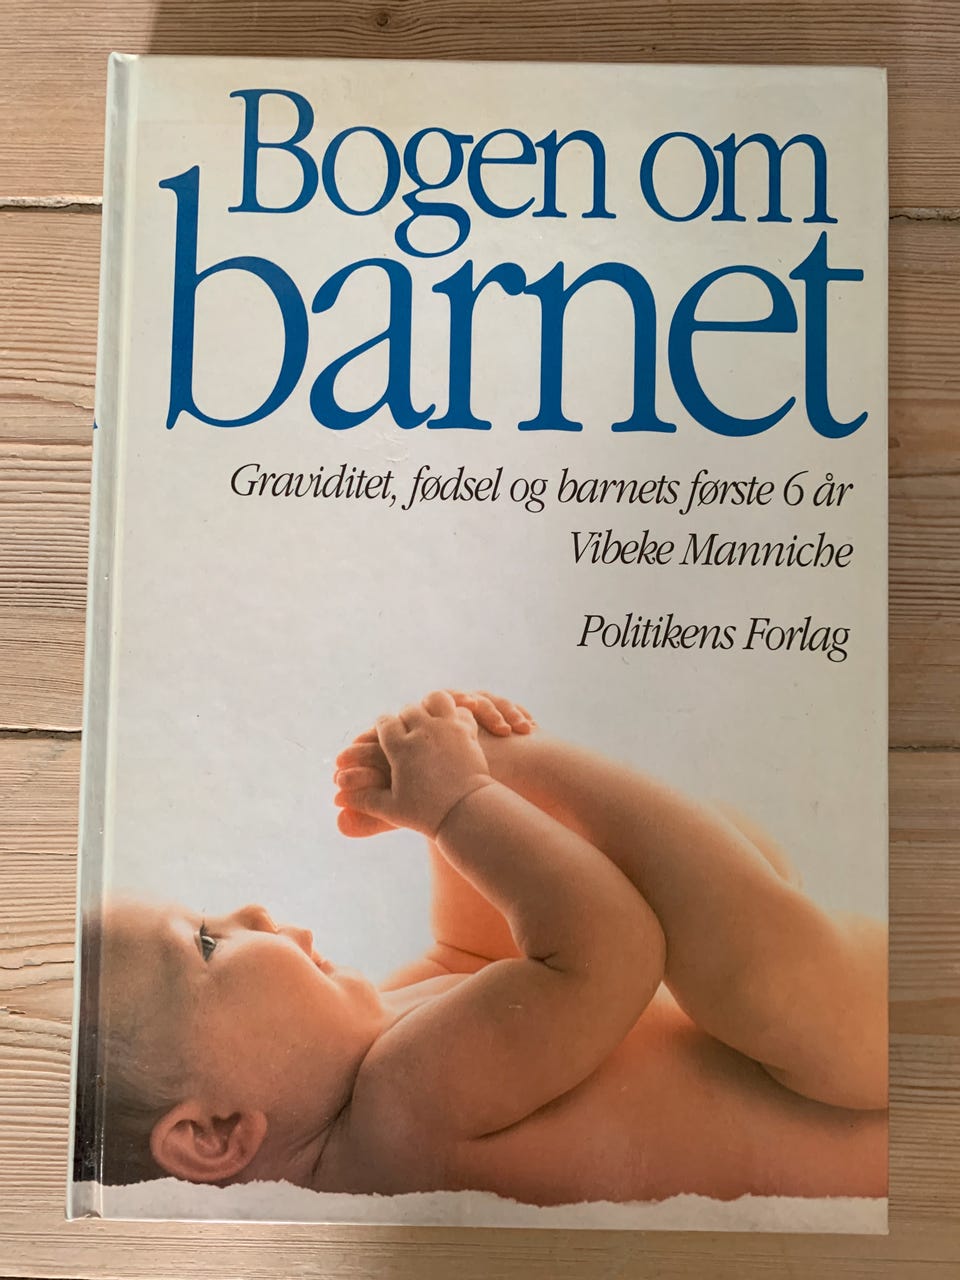 Bogen om
barnet
Graviditet, fødsel og barnets første 6 år
Vibeke Manniche
Politikens Forlag